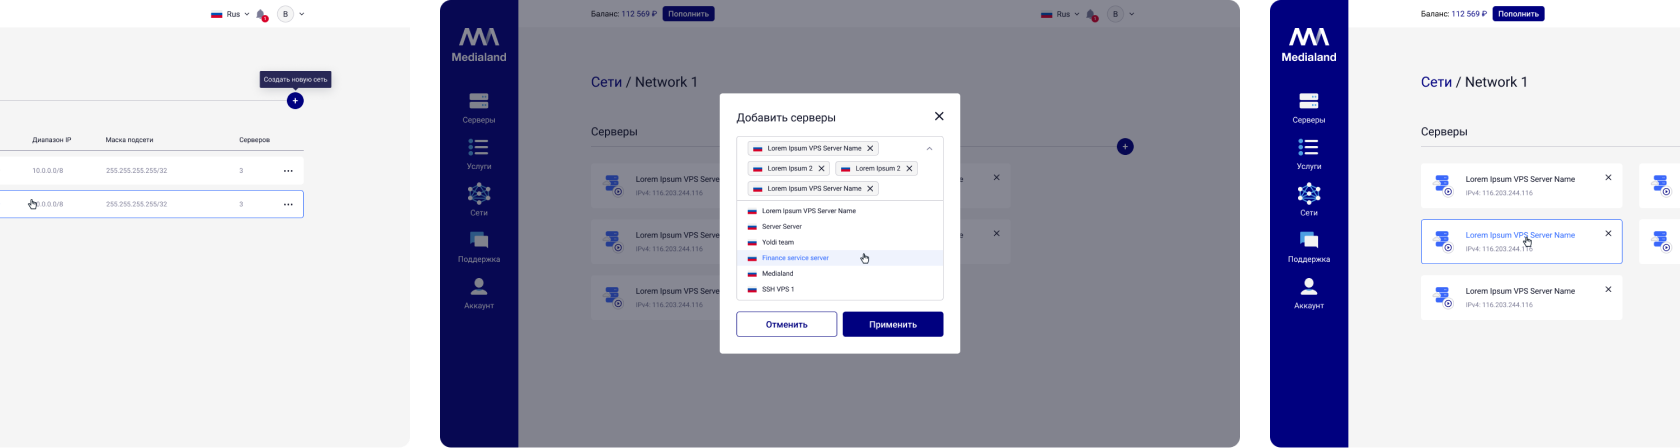 Rus
1
B
Создать новую сеть
+
Диапазон IP Маска подсети Серверов
10.0.0.0/8 255.255.255.255/32 3 ...
0.0.0/8 255.255.255.255/32 3 ...
Medialand
Серверы
Услуги
Сети
Поддержка
Аккаунт
Баланс: 112 569 ₽ Пополнить
Rus
B
Сети / Network 1
Серверы
+
Lorem Ipsum VPS Serve
IPv4: 116.203.244.116
Lorem Ipsum VPS Serve
IPv4: 116.203.244.116
e
Lorem Ipsum VPS Serve
IPv4: 116.203.244.116
Добавить серверы
Lorem Ipsum VPS Server Name
Lorem Ipsum 2
Lorem Ipsum 2
Lorem Ipsum VPS Server Name
Lorem Ipsum VPS Server Name
Server Server
Yoldi team
Finance service server
Medialand
SSH VPS 1
Отменить
Применить
Medialand
Серверы
Услуги
Сети
Поддержка
Аккаунт
Баланс: 112 569 ₽ Пополнить
Сети / Network 1
Серверы
Lorem Ipsum VPS Server Name
IPv4: 116.203.244.116
Lorem Ipsum VPS Server Name
IPv4: 116.203.244.116
Lorem Ipsum VPS Server Name
IPv4: 116.203.244.116